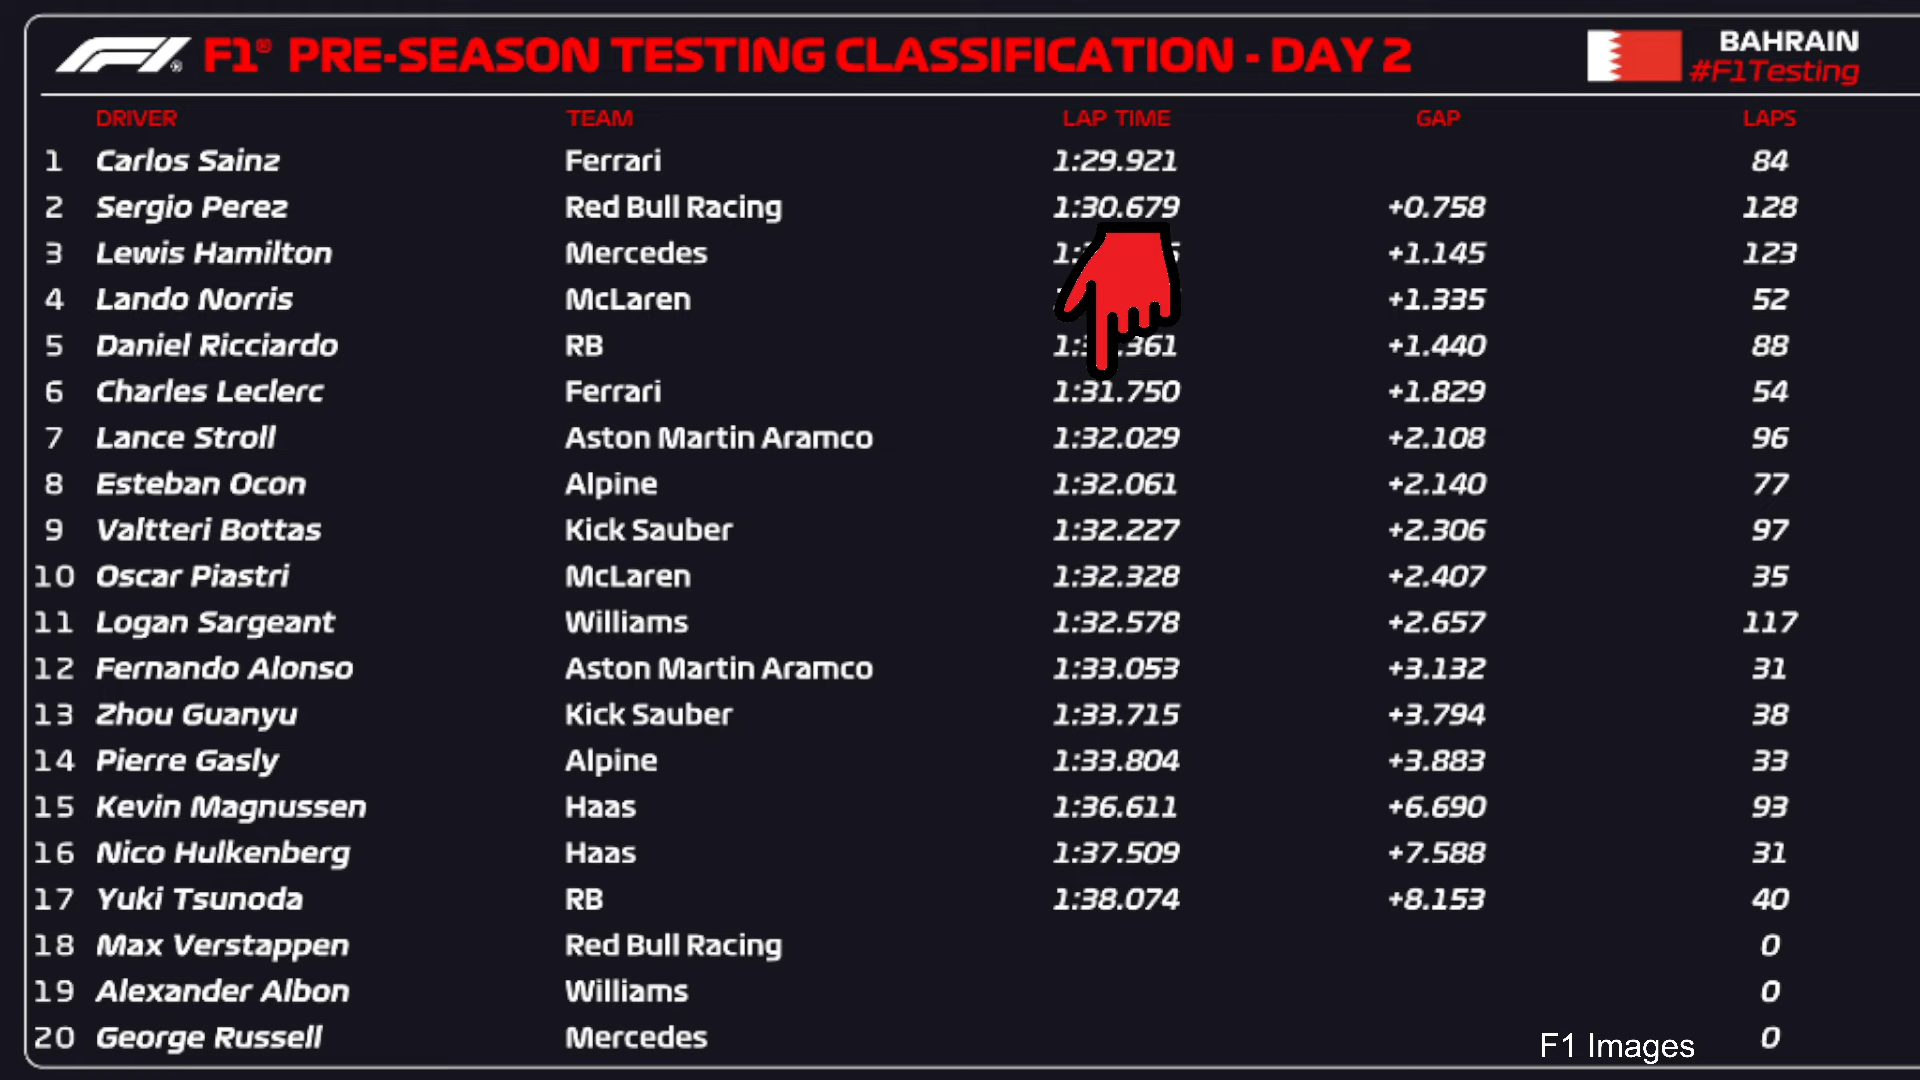 F1® PRE-SEASON TESTING CLASSIFICATION - DAY 2
BAHRAIN
#F1Testing
DRIVER TEAM LAP TIME GAP LAPS
1 Carlos Sainz Ferrari 1:29.921 84
2 Sergio Perez Red Bull Racing 1:30.679 +0.758 128
3 Lewis Hamilton Mercedes +1.145 123
4 Lando Norris McLaren +1.335 52
5 Daniel Ricciardo RB +1.440 88
6 Charles Leclerc Ferrari 1:31.750 +1.829 54
7 Lance Stroll Aston Martin Aramco 1:32.029 +2.108 96
8 Esteban Ocon Alpine 1:32.061 +2.140 77
9 Valtteri Bottas Kick Sauber 1:32.227 +2.306 97
10 Oscar Piastri McLaren 1:32.328 +2.407 35
11 Logan Sargeant Williams 1:32.578 +2.657 117
12 Fernando Alonso Aston Martin Aramco 1:33.053 +3.132 31
13 Zhou Guanyu Kick Sauber 1:33.715 +3.794 38
14 Pierre Gasly Alpine 1:33.804 +3.883 33
15 Kevin Magnussen Haas 1:36.611 +6.690 93
16 Nico Hulkenberg Haas 1:37.509 +7.588 31
17 Yuki Tsunoda RB 1:38.074 +8.153 40
18 Max Verstappen Red Bull Racing 0
19 Alexander Albon Williams 0
20 George Russell Mercedes 0
F1 Images